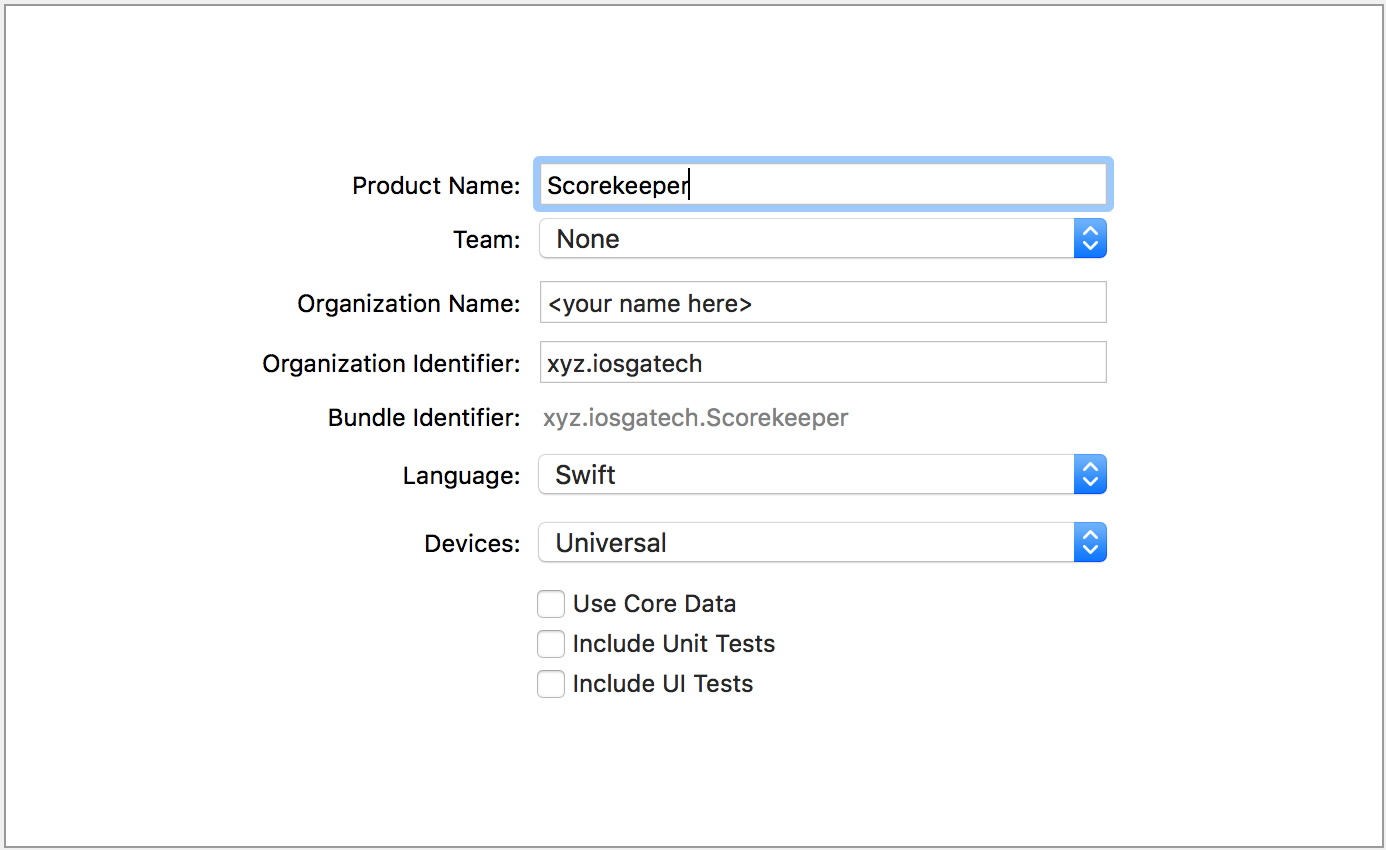 Product Name: Scorekeeper
Team: None
Organization Name: <your name here>
Organization Identifier: xyz.iosgatech
Bundle Identifier: xyz.iosgatech.Scorekeeper
Language: Swift
Devices: Universal
Use Core Data
Include Unit Tests
Include UI Tests